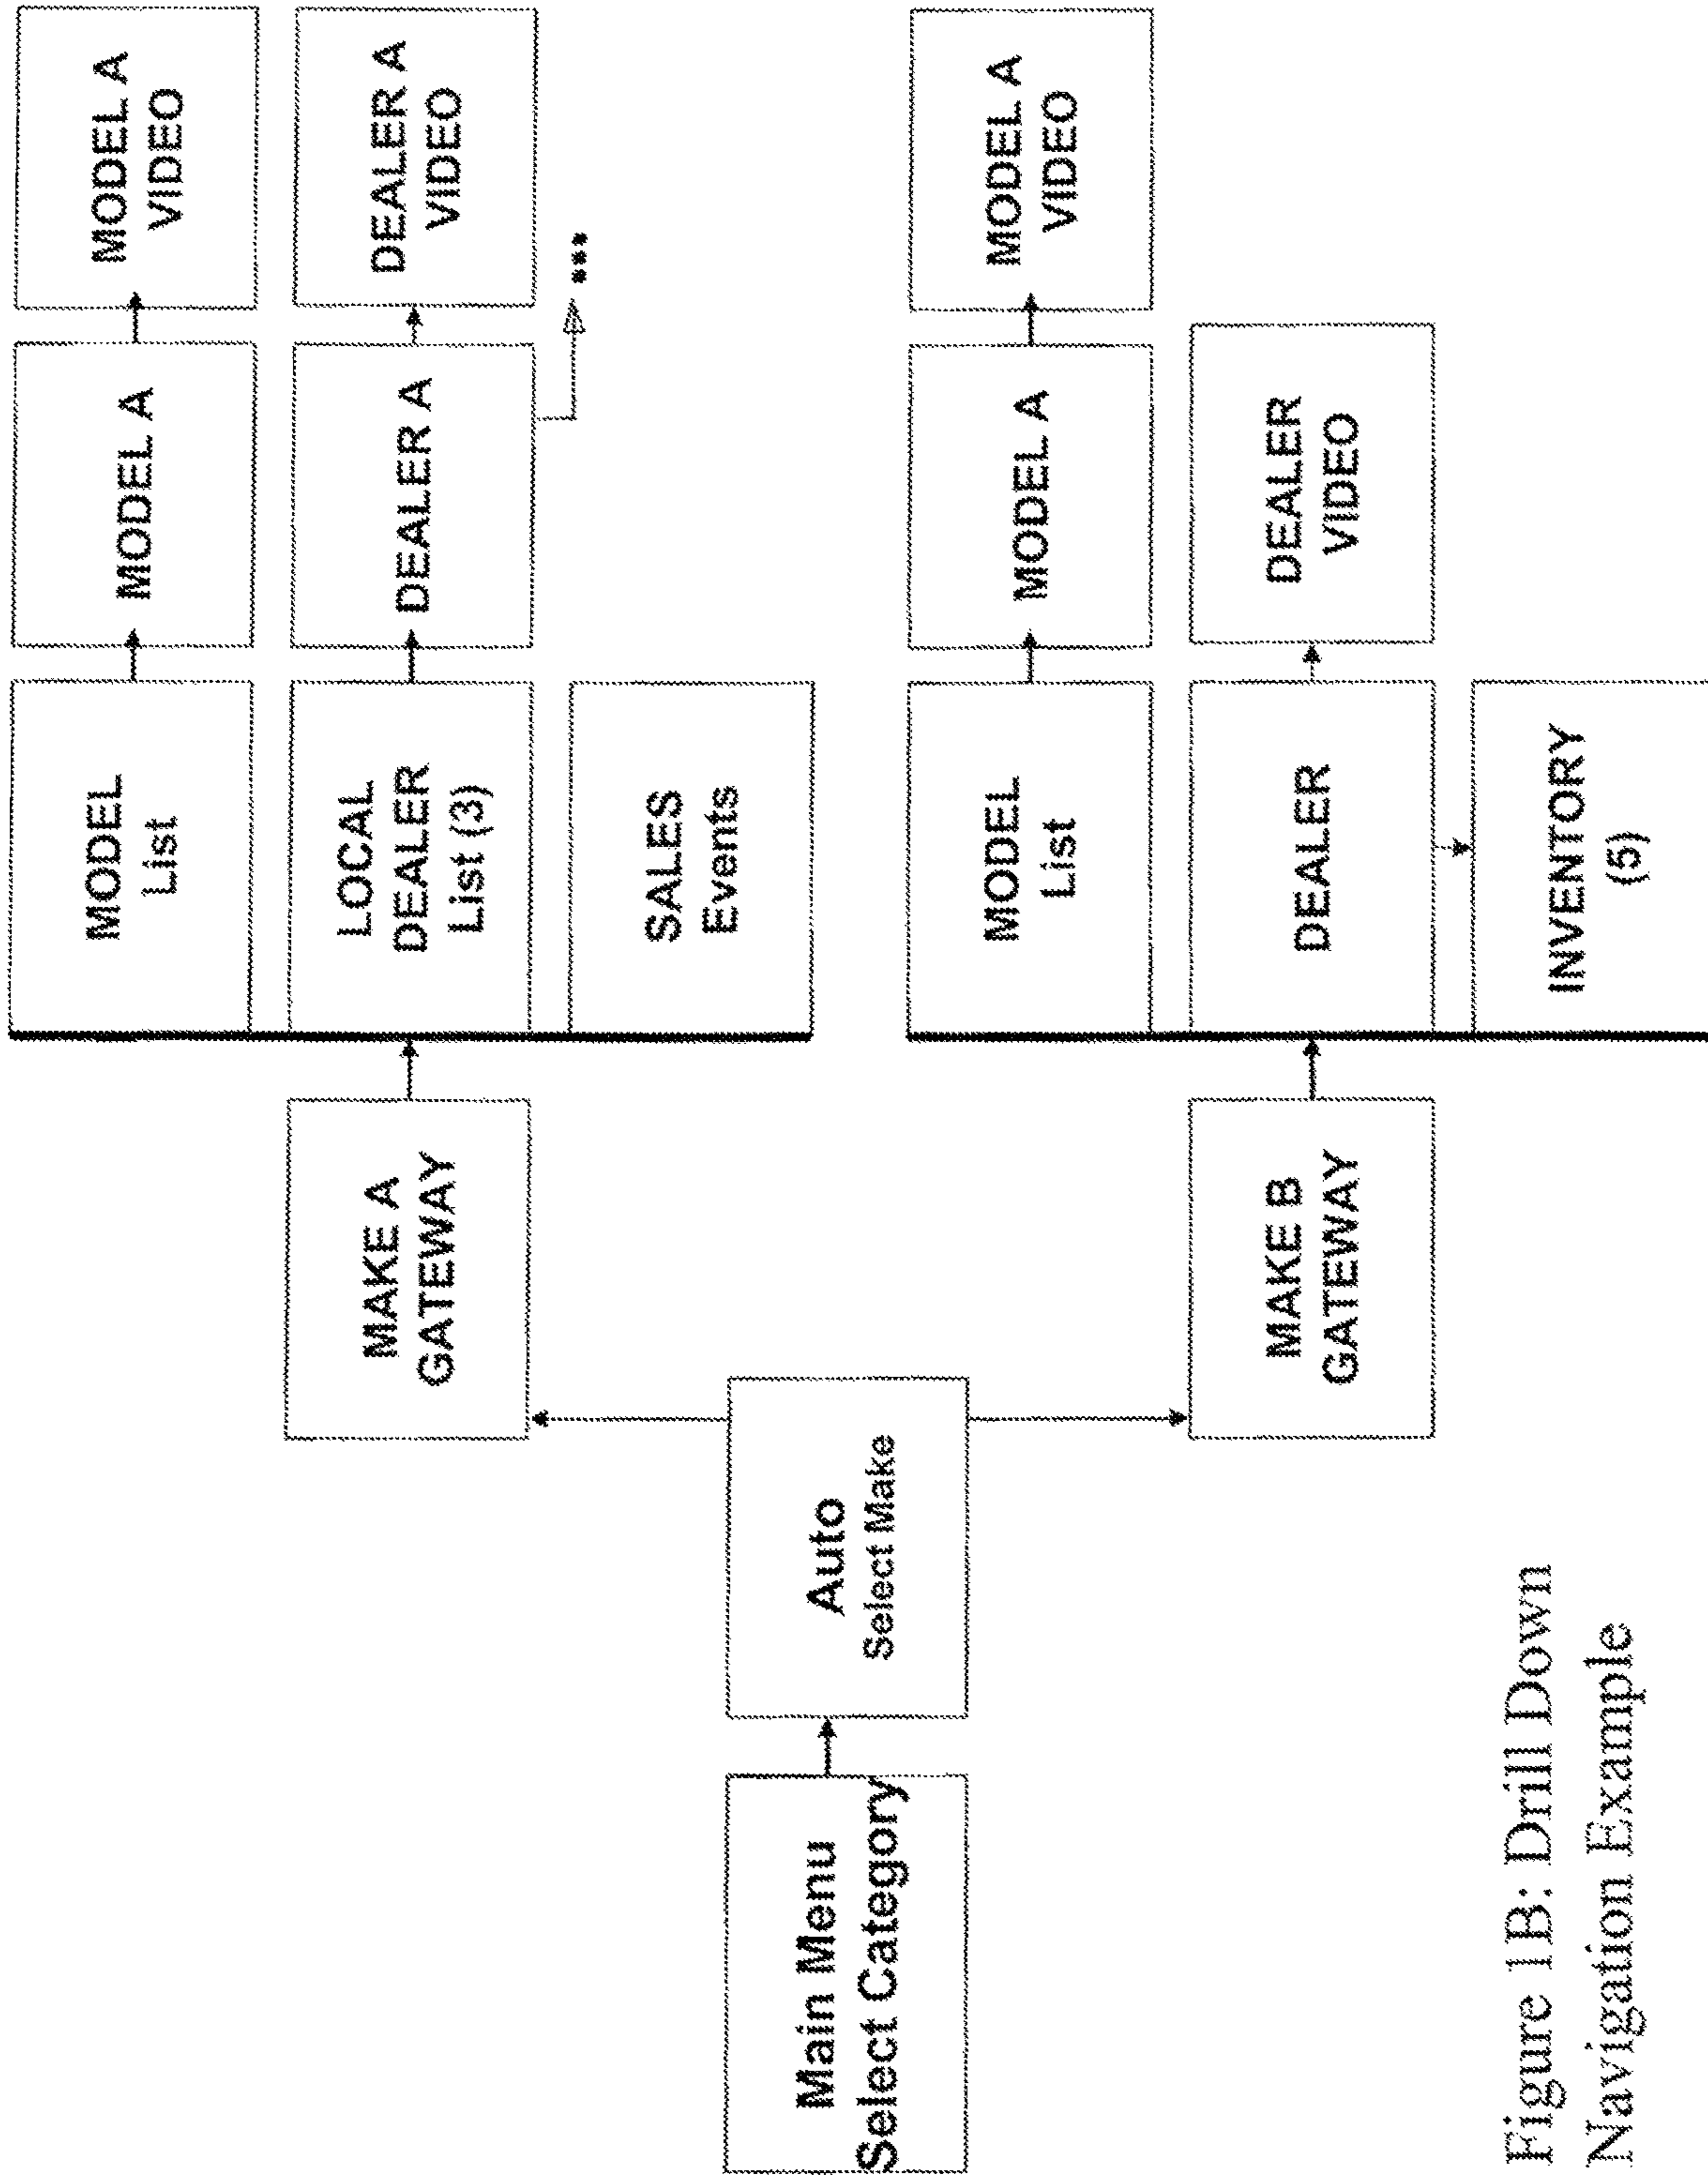 Main Menu
Select Category
Auto
Select Make
MAKE A
GATEWAY
MODEL
List
MODEL A
MODEL A
VIDEO
LOCAL
DEALER
List (3)
DEALER A
DEALER A
VIDEO
...
SALES
Events
MAKE B
GATEWAY
MODEL
List
MODEL A
MODEL A
VIDEO
DEALER
DEALER
VIDEO
INVENTORY
(5)
Figure 1B: Drill Down
Navigation Example